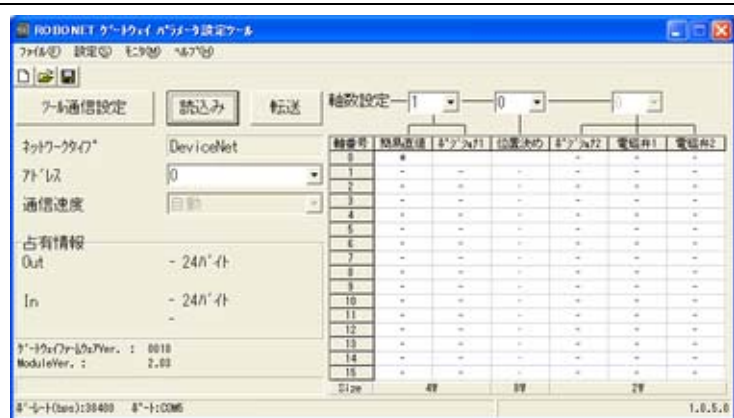 ROBONET ｹﾞｰﾄｳｪｲ ﾊﾟﾗﾒｰﾀ設定ﾂｰﾙ
ﾌｧｲﾙ(F) 設定(S) ﾓﾆﾀ(M) ﾍﾙﾌﾟ(H)
ﾂｰﾙ通信設定 読込み 転送 軸数設定 1 0 0
ﾈｯﾄﾜｰｸﾀｲﾌﾟ DeviceNet
ｱﾄﾞﾚｽ 0
通信速度 自動
占有情報
Out - 24ﾊﾞｲﾄ
In - 24ﾊﾞｲﾄ
-
ｹﾞｰﾄｳｪｲﾌｧｰﾑｳｪｱVer. : 0010
ModuleVer. : 2.03
軸番号 簡易直値 ﾎﾟｼﾞｼｮﾅ1 位置決め ﾎﾟｼﾞｼｮﾅ2 電磁弁1 電磁弁2
0 * - - -
1 - - - - - -
2 - - - - - -
3 - - - - - -
4 - - - - - -
5 - - - - - -
6 - - - - - -
7 - - - - - -
8 - - - - - -
9 - - - - - -
10 - - - - - -
11 - - - - - -
12 - - - - - -
13 - - - - - -
14 - - - - - -
15 - - - - - -
Size 4W 8W 2W
ﾎﾞｰﾚｰﾄ(bps):38400 ﾎﾟｰﾄ:COM5 1.0.5.0